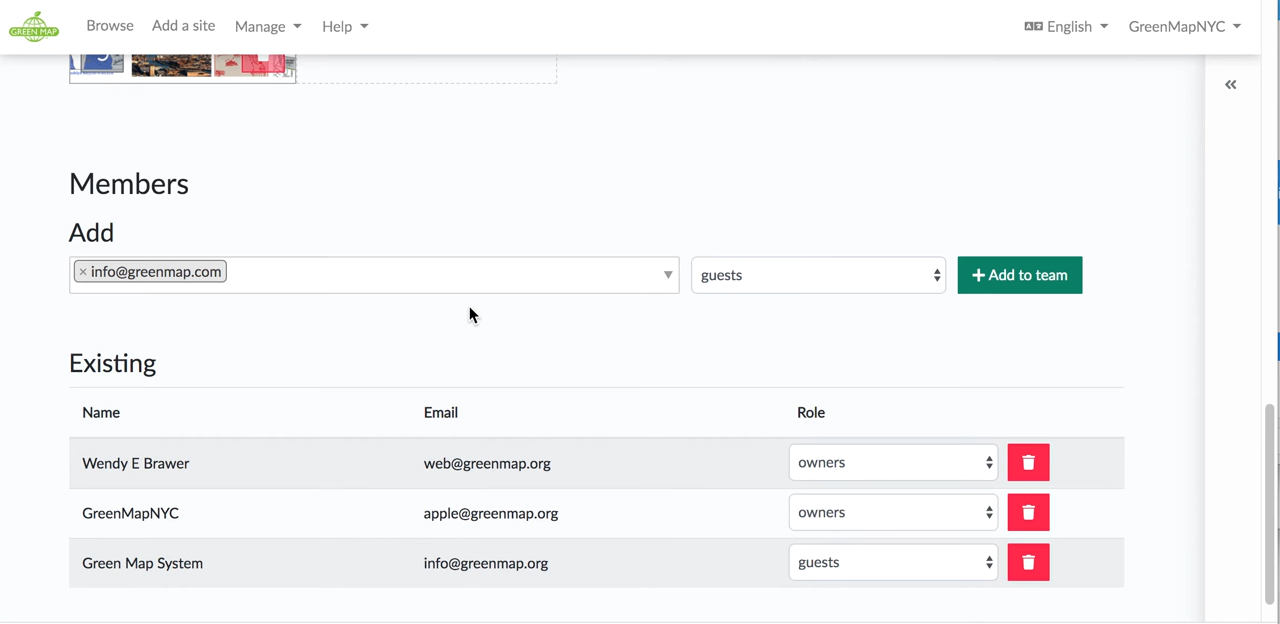 GREEN MAP Browse Add a site Manage Help English GreenMapNYC
«
Members
Add
× info@greenmap.com guests + Add to team
Existing
Name Email Role
Wendy E Brawer web@greenmap.org owners
GreenMapNYC apple@greenmap.org owners
Green Map System info@greenmap.org guests